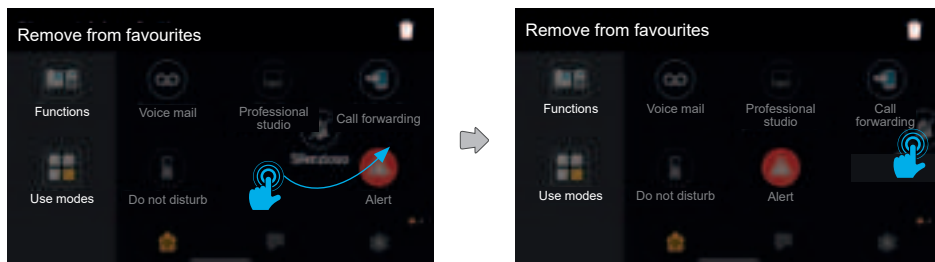 Remove from favourites
Functions
Voice mail
Professional
studio
Call forwarding
Use modes
Do not disturb
Alert
Remove from favourites
Functions
Voice mail
Professional
studio
Call
forwarding
Use modes
Do not disturb
Alert